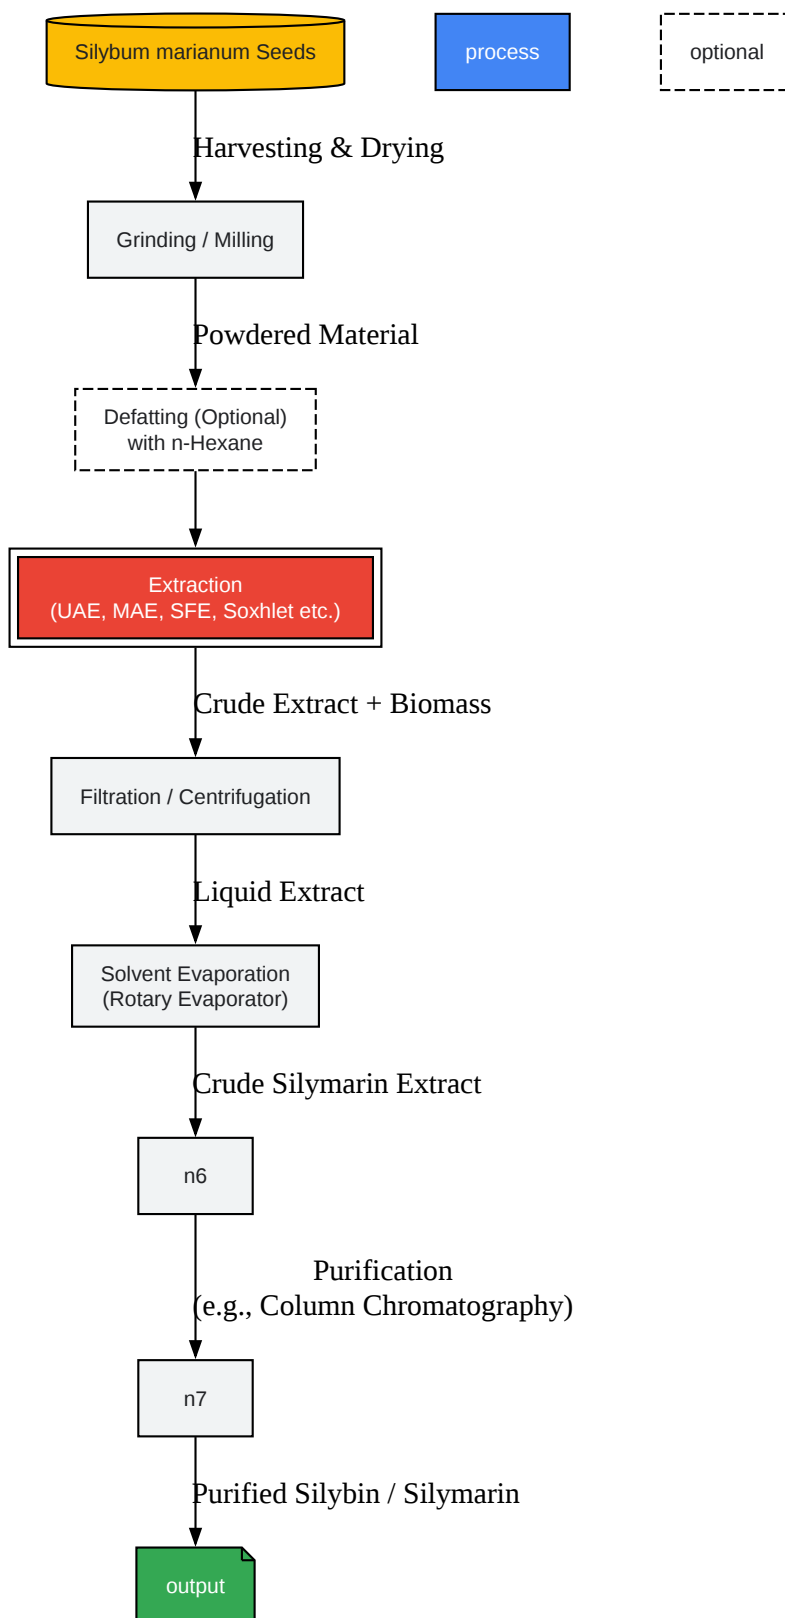 Silybum marianum Seeds
process
optional
Harvesting & Drying
Grinding / Milling
Powdered Material
Defatting (Optional)
with n-Hexane
Extraction
(UAE, MAE, SFE, Soxhlet etc.)
Crude Extract + Biomass
Filtration / Centrifugation
Liquid Extract
Solvent Evaporation
(Rotary Evaporator)
Crude Silymarin Extract
n6
Purification
(e.g., Column Chromatography)
n7
Purified Silybin / Silymarin
output